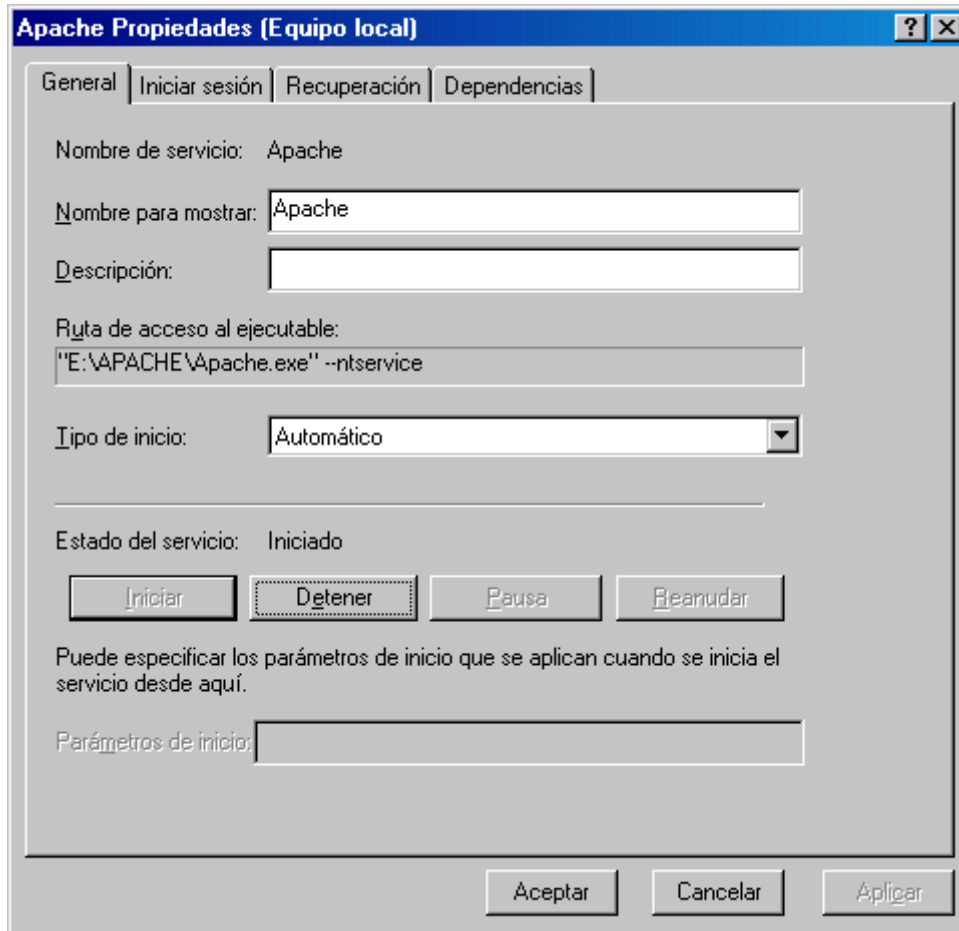 Apache Propiedades (Equipo local)
General Iniciar sesión Recuperación Dependencias
Nombre de servicio: Apache
Nombre para mostrar: Apache
Descripción:
Ruta de acceso al ejecutable:
"E:\APACHE\Apache.exe" --ntservice
Tipo de inicio: Automático
Estado del servicio: Iniciado
Iniciar Detener Pausa Reanudar
Puede especificar los parámetros de inicio que se aplican cuando se inicia el
servicio desde aquí.
Parámetros de inicio:
Aceptar Cancelar Aplicar